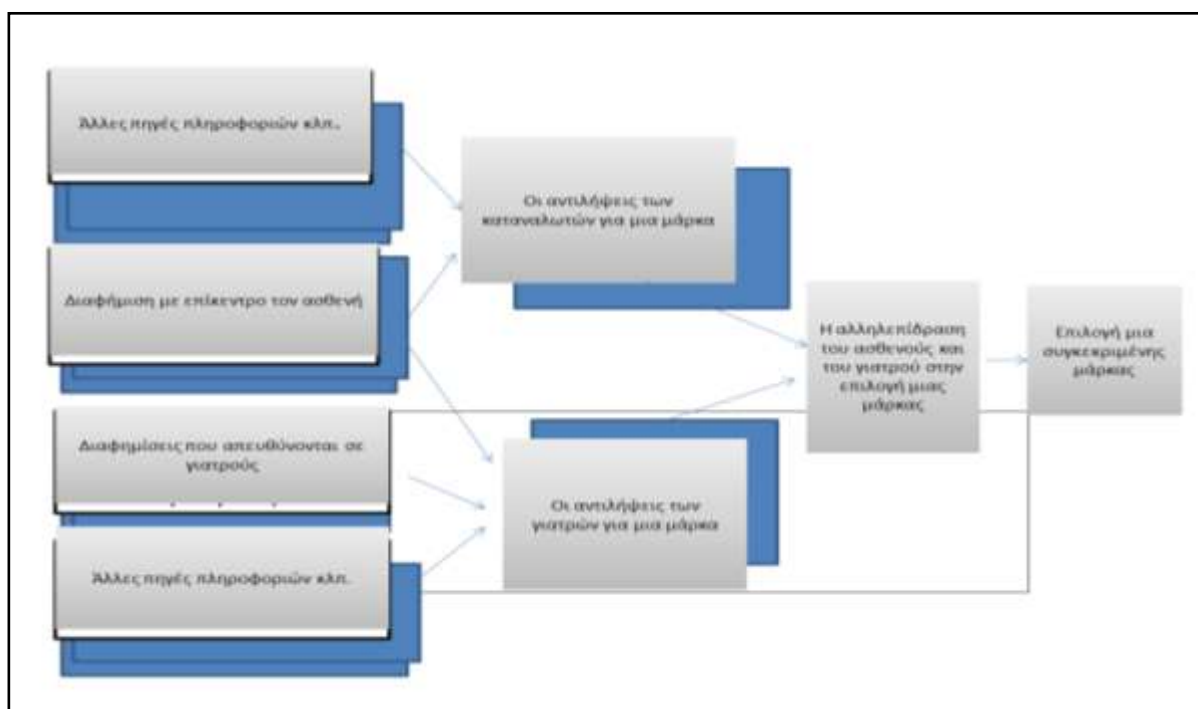 Άλλες πηγές πληροφοριών κλπ.
Διαφήμιση με επίκεντρο τον ασθενή
Διαφημίσεις που απευθύνονται σε
γιατρούς
Άλλες πηγές πληροφοριών κλπ.
Οι αντιλήψεις των
καταναλωτών για μια μάρκα
Οι αντιλήψεις των
γιατρών για μια μάρκα
Η αλληλεπίδραση
του ασθενούς και
του γιατρού στην
επιλογή μιας
μάρκας
Επιλογή μια
συγκεκριμένης
μάρκας